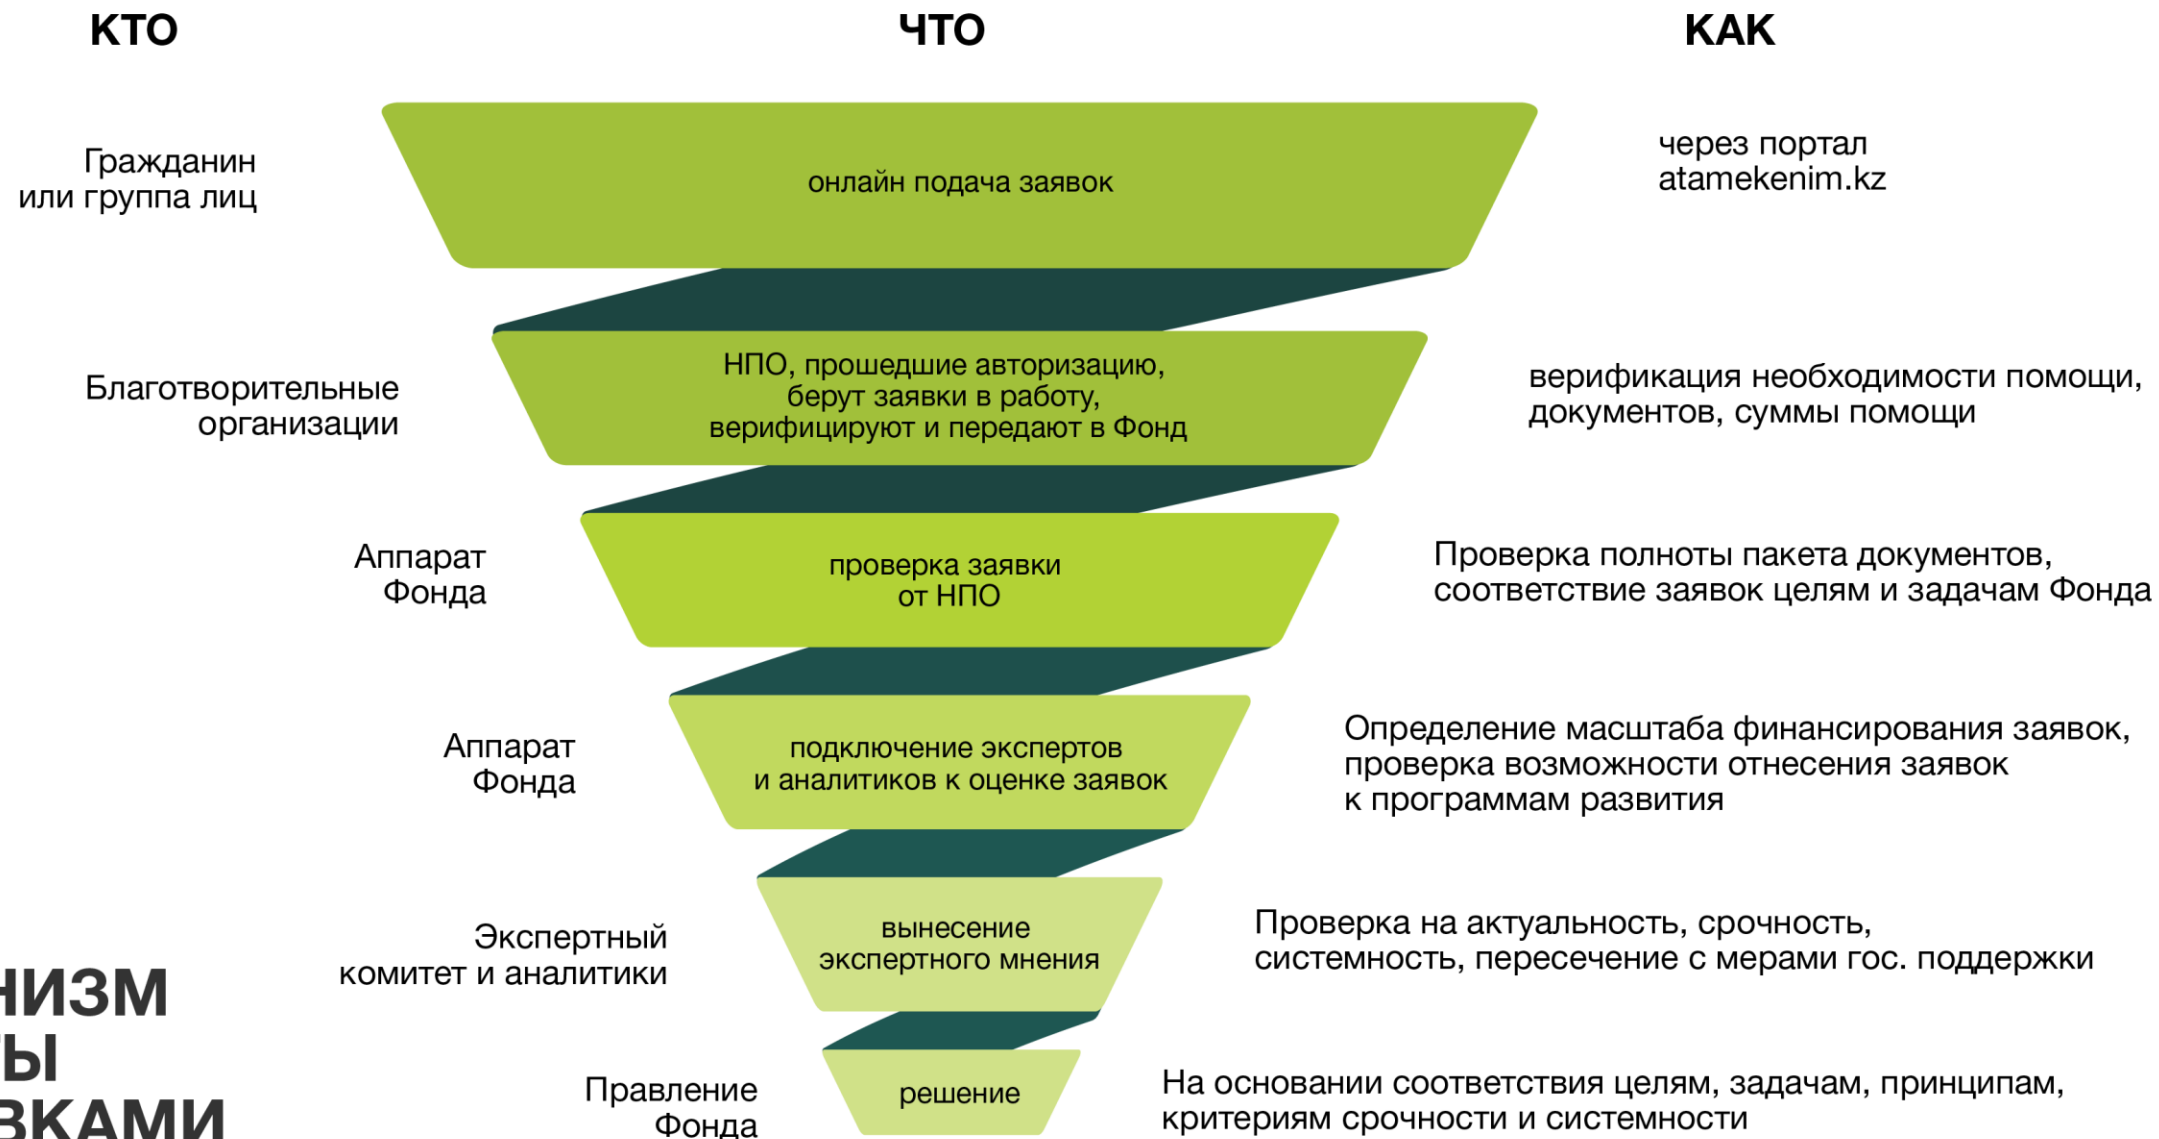 КТО
ЧТО
КАК
Гражданин
или группа лиц
онлайн подача заявок
через портал
atamekenim.kz
Благотворительные
организации
НПО, прошедшие авторизацию,
берут заявки в работу,
верифицируют и передают в Фонд
верификация необходимости помощи,
документов, суммы помощи
Аппарат
Фонда
проверка заявки
от НПО
Проверка полноты пакета документов,
соответствие заявок целям и задачам Фонда
Аппарат
Фонда
подключение экспертов
и аналитиков к оценке заявок
Определение масштаба финансирования заявок,
проверка возможности отнесения заявок
к программам развития
Экспертный
комитет и аналитики
вынесение
экспертного мнения
Проверка на актуальность, срочность,
системность, пересечение с мерами гос. поддержки
Правление
Фонда
решение
На основании соответствия целям, задачам, принципам,
критериям срочности и системности